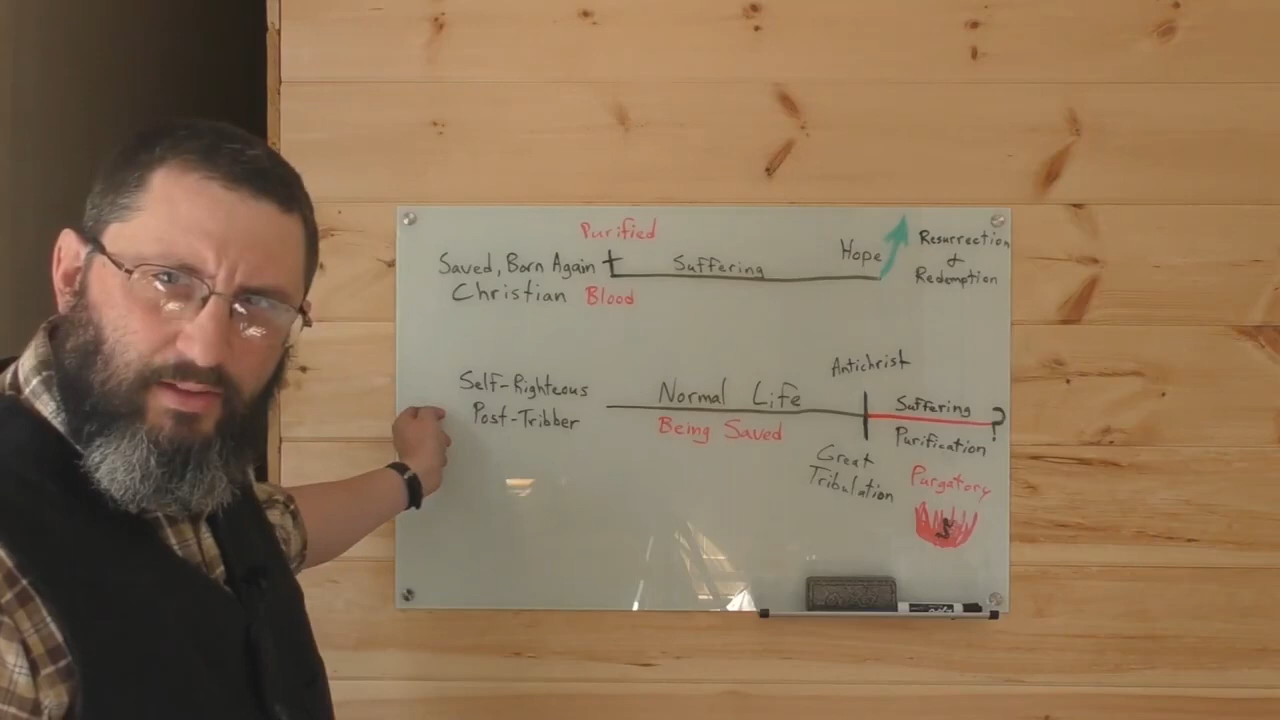 Purified
Saved, Born Again
Suffering
Hope
Resurrection
&
Redemption
Christian Blood
Antichrist
Self-Righteous
Post-Tribber
Normal Life
Being Saved
Suffering ?
Purification
Great
Tribulation
Purgatory